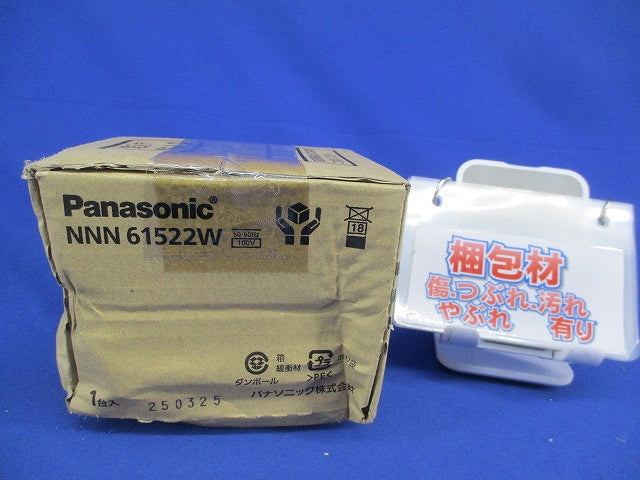 Panasonic®
NNN 61522W
50/60Hz
100V
18
箱
緩衝材
ダンボール
プラ
>PE<
パナソニック株式会社
1台入
250325
梱包材
傷.つぶれ.汚れ
やぶれ 有り